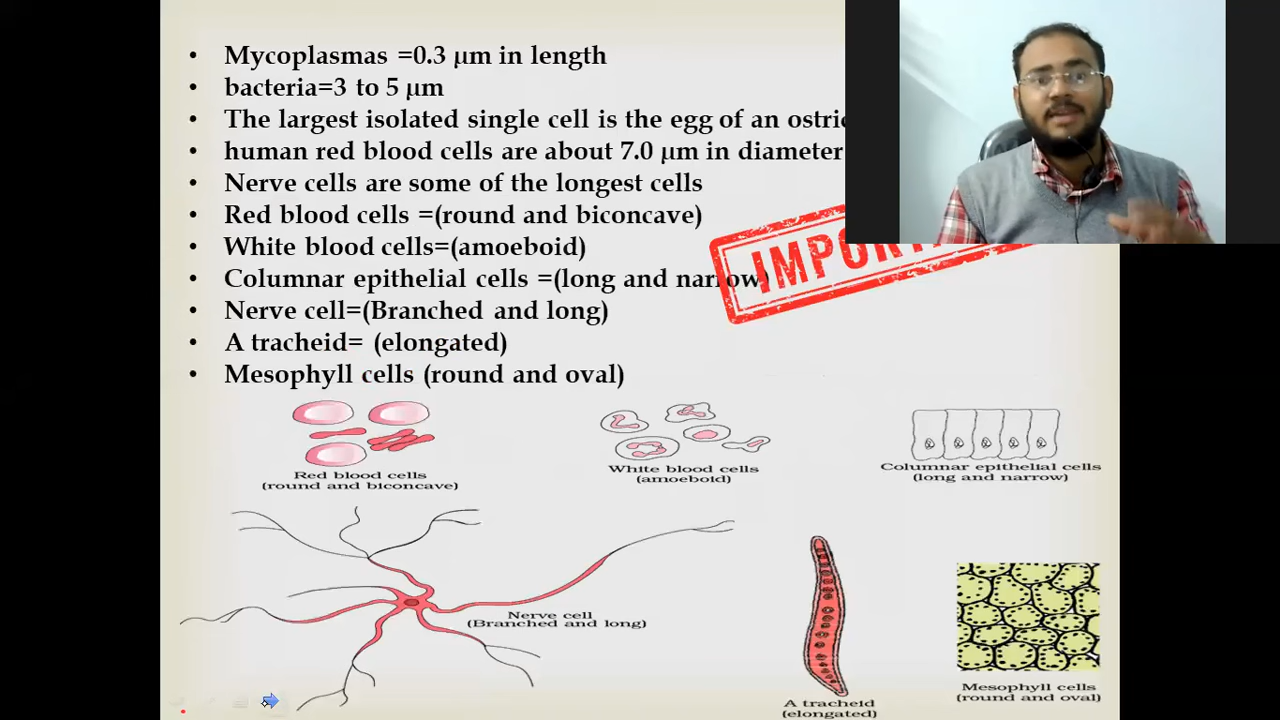 • Mycoplasmas =0.3 µm in length
• bacteria=3 to 5 µm
• The largest isolated single cell is the egg of an
• human red blood cells are about 7.0 µm in diameter
• Nerve cells are some of the longest cells
• Red blood cells =(round and biconcave)
• White blood cells=(amoeboid)
• Columnar epithelial cells =(long and narrow)
• Nerve cell=(Branched and long)
• A tracheid= (elongated)
• Mesophyll cells (round and oval)
Red blood cells
(round and biconcave)
White blood cells
(amoeboid)
Columnar epithelial cells
(long and narrow)
Nerve cell
(Branched and long)
A tracheid
(elongated)
Mesophyll cells
(round and oval)